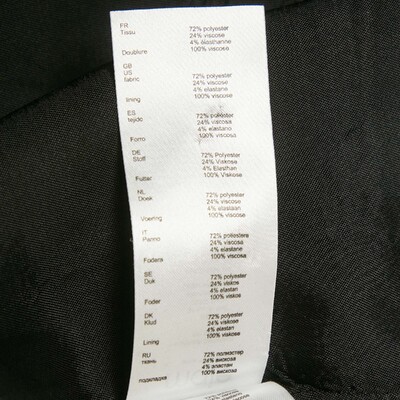 FR
Tissu 72% polyester
24% viscose
4% élasthanne
Doublure 100% viscose
GB
US 72% polyester
fabric 24% viscose
4% elastane
lining 100% viscose
ES 72% poliéster
tejido 24% viscosa
4% elastano
Forro 100% viscosa
DE 72% Polyester
Stoff 24% Viskose
4% Elasthan
Futter 100% Viskose
NL 72% polyester
Doek 24% viscose
4% elastaan
Voering 100% viscose
IT 72% poliestere
Panno 24% viscosa
4% elastan
Fodera 100% viscosa
SE 72% polyester
Duk 24% viskos
4% elastan
Foder 100% viskos
DK 72% polyester
Klud 24% viskose
4% elastan
Lining 100% viskose
RU 72% полиэстер
ткань 24% вискоза
4% эластан
подкладка 100% вискоза